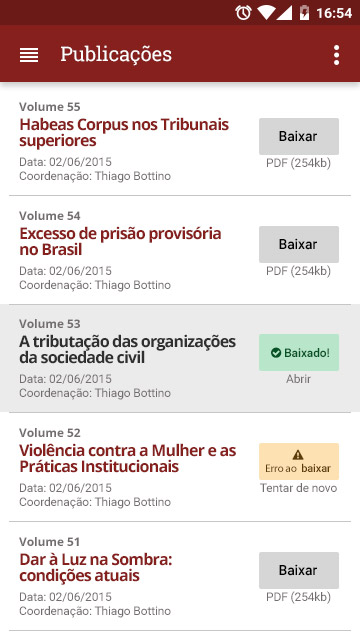 16:54
Publicações
Volume 55
Habeas Corpus nos Tribunais
superiores
Data: 02/06/2015
Coordenação: Thiago Bottino
Baixar
PDF (254kb)
Volume 54
Excesso de prisão provisória
no Brasil
Data: 02/06/2015
Coordenação: Thiago Bottino
Baixar
PDF (254kb)
Volume 53
A tributação das organizações
da sociedade civil
Data: 02/06/2015
Coordenação: Thiago Bottino
Baixado!
Abrir
Volume 52
Violência contra a Mulher e as
Práticas Institucionais
Data: 02/06/2015
Coordenação: Thiago Bottino
Erro ao baixar
Tentar de novo
Volume 51
Dar à Luz na Sombra:
condições atuais
Data: 02/06/2015
Coordenação: Thiago Bottino
Baixar
PDF (254kb)